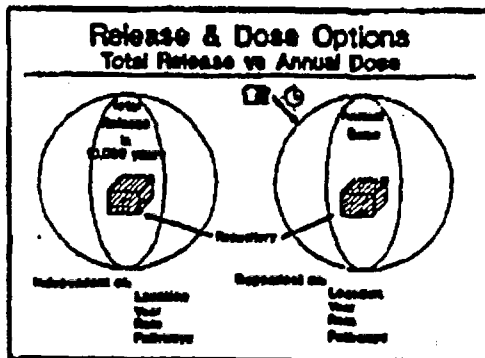 Release & Dose Options
Total Release vs Annual Dose
Total
Release
in
10,000 years
Annual
Dose
Repository
Independent on:
Location
Year
Rate
Pathways
Dependent on:
Location
Year
Rate
Pathways